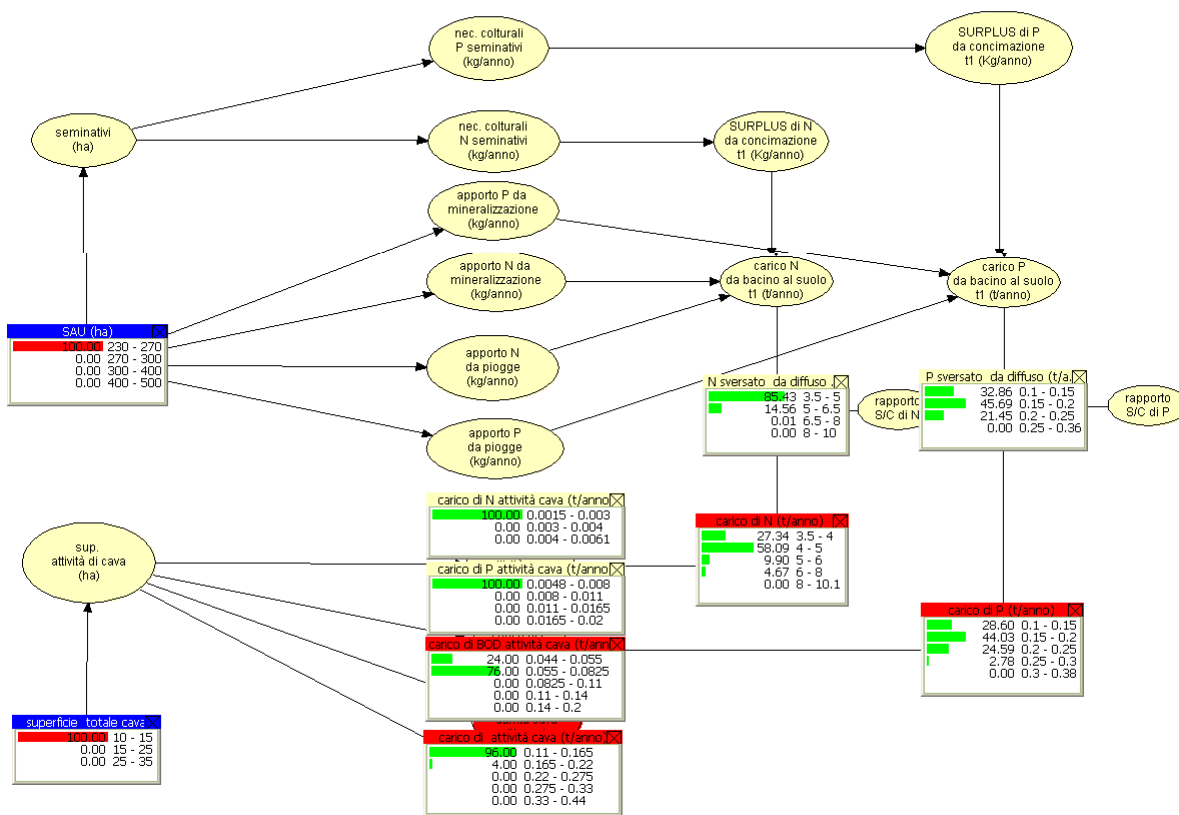 nec. colturali
P seminativi
(kg/anno)
SURPLUS di P
da concimazione
t1 (Kg/anno)
seminativi
(ha)
nec. colturali
N seminativi
(kg/anno)
SURPLUS di N
da concimazione
t1 (Kg/anno)
apporto P da
mineralizzazione
(kg/anno)
apporto N da
mineralizzazione
(kg/anno)
carico N
da bacino al suolo
t1 (t/anno)
carico P
da bacino al suolo
t1 (t/anno)
SAU (ha)
100.00 230 - 270
0.00 270 - 300
0.00 300 - 400
0.00 400 - 500
apporto N
da piogge
(kg/anno)
N sversato da diffuso .
85.43 3.5 - 5
14.56 5 - 6.5
0.01 6.5 - 8
0.00 8 - 10
rapporto
S/C di N
P sversato da diffuso (t/a.
32.86 0.1 - 0.15
45.69 0.15 - 0.2
21.45 0.2 - 0.25
0.00 0.25 - 0.36
rapporto
S/C di P
apporto P
da piogge
(kg/anno)
carico di N attività cava (t/anno)
100.00 0.0015 - 0.003
0.00 0.003 - 0.004
0.00 0.004 - 0.0061
carico di N (t/anno)
27.34 3.5 - 4
58.09 4 - 5
9.90 5 - 6
4.67 6 - 8
0.00 8 - 10.1
sup.
attività di cava
(ha)
carico di P attività cava (t/anno)
100.00 0.0048 - 0.008
0.00 0.008 - 0.011
0.00 0.011 - 0.0165
0.00 0.0165 - 0.02
carico di P (t/anno)
28.60 0.1 - 0.15
44.03 0.15 - 0.2
24.59 0.2 - 0.25
2.78 0.25 - 0.3
0.00 0.3 - 0.38
carico di BOD attività cava (t/ann
24.00 0.044 - 0.055
76.00 0.055 - 0.0825
0.00 0.0825 - 0.11
0.00 0.11 - 0.14
0.00 0.14 - 0.2
superficie totale cava
100.00 10 - 15
0.00 15 - 25
0.00 25 - 35
carico di attività cava (t/anno)
96.00 0.11 - 0.165
4.00 0.165 - 0.22
0.00 0.22 - 0.275
0.00 0.275 - 0.33
0.00 0.33 - 0.44